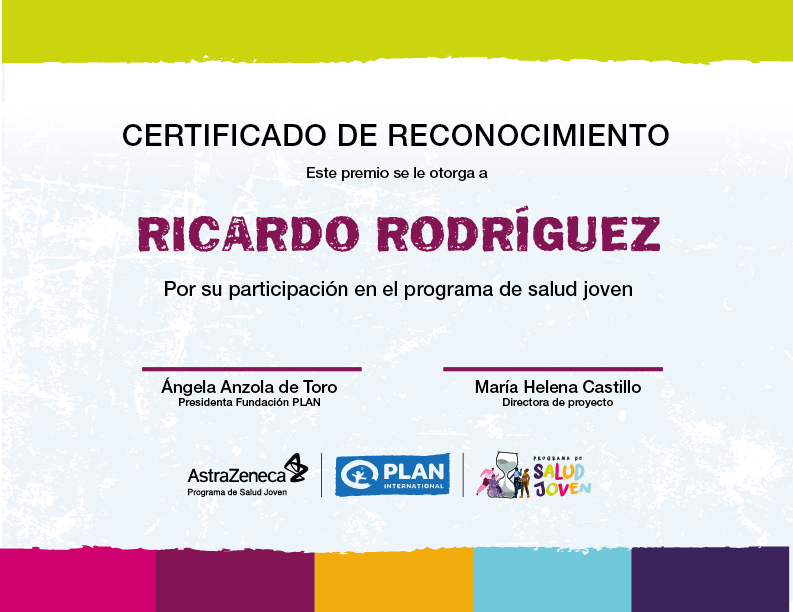 CERTIFICADO DE RECONOCIMIENTO
Este premio se le otorga a
RICARDO RODRÍGUEZ
Por su participación en el programa de salud joven
Ángela Anzola de Toro
Presidenta Fundación PLAN
María Helena Castillo
Directora de proyecto
AstraZeneca
Programa de Salud Joven
PLAN
INTERNATIONAL
PROGRAMA DE
SALUD
JOVEN